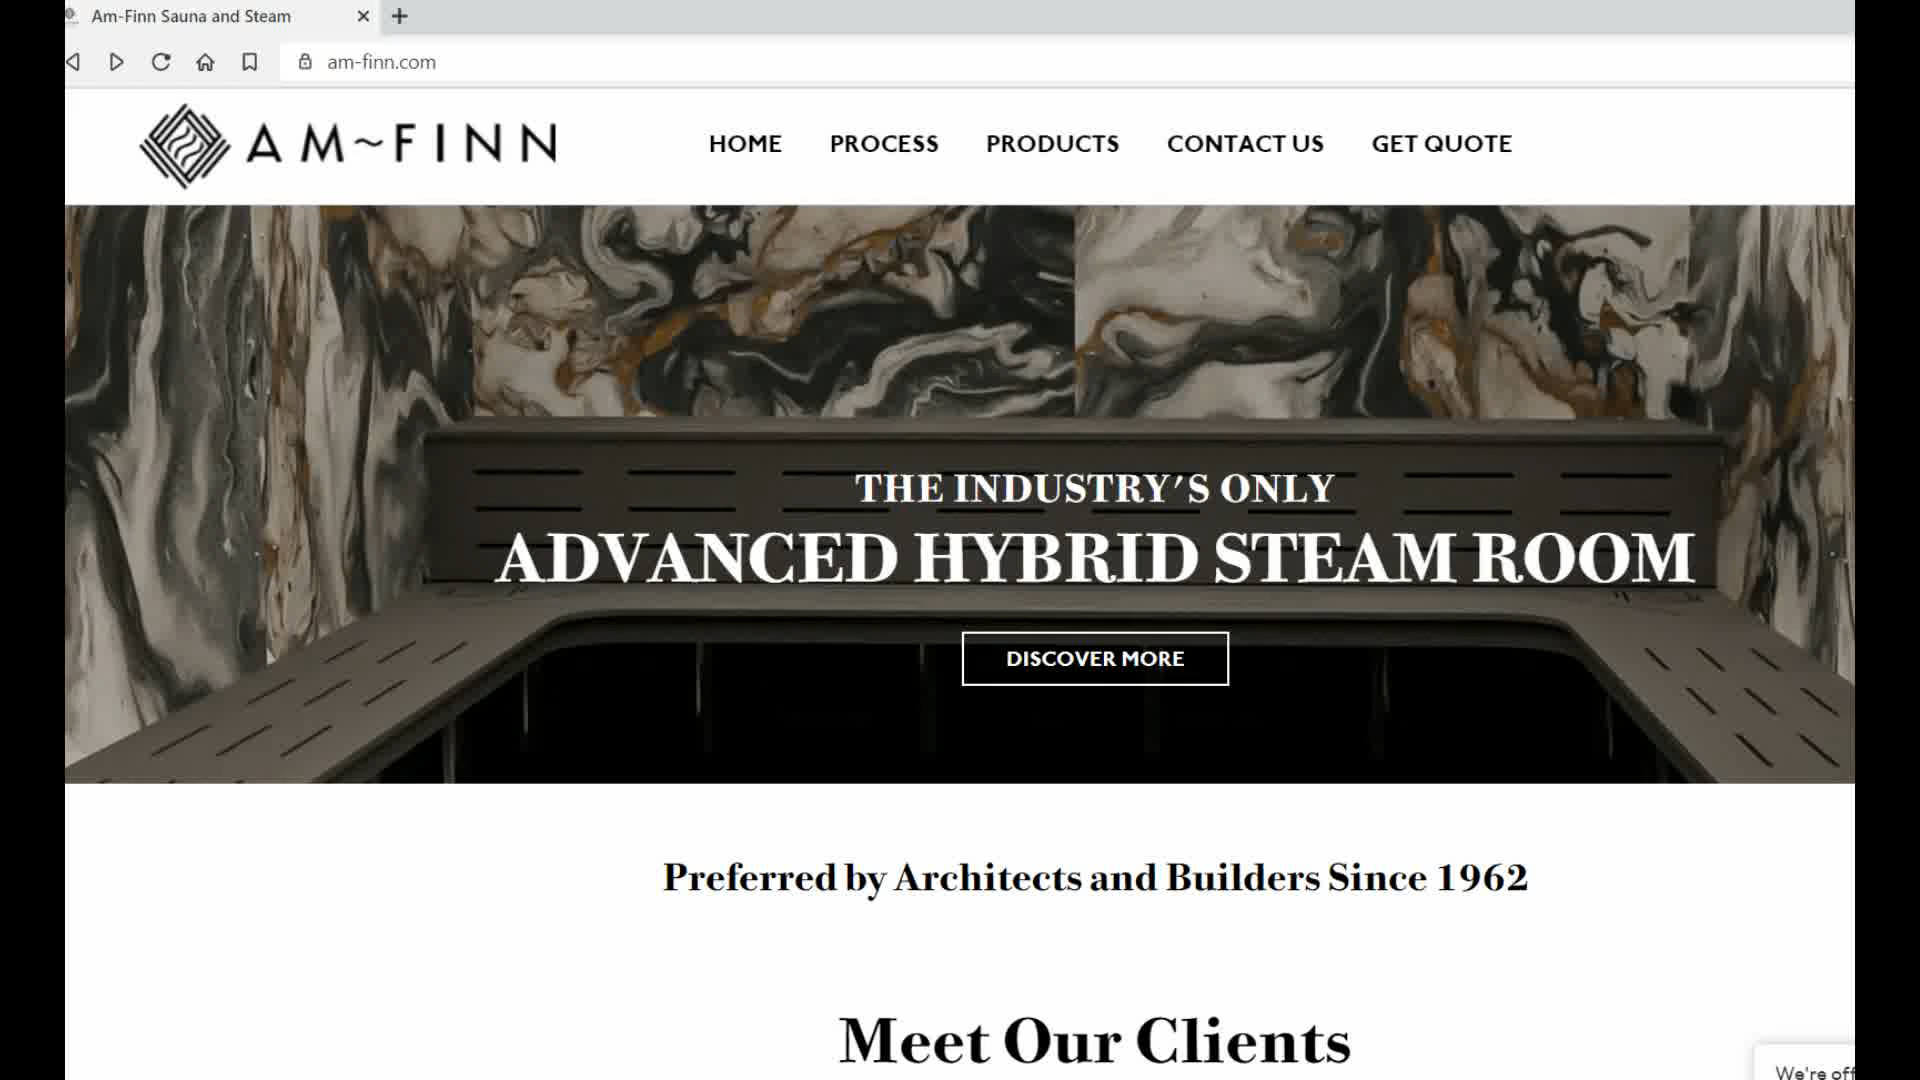 Am-Finn Sauna and Steam
am-finn.com
AM~FINN
HOME PROCESS PRODUCTS CONTACT US GET QUOTE
THE INDUSTRY'S ONLY
ADVANCED HYBRID STEAM ROOM
DISCOVER MORE
Preferred by Architects and Builders Since 1962
Meet Our Clients
We're off